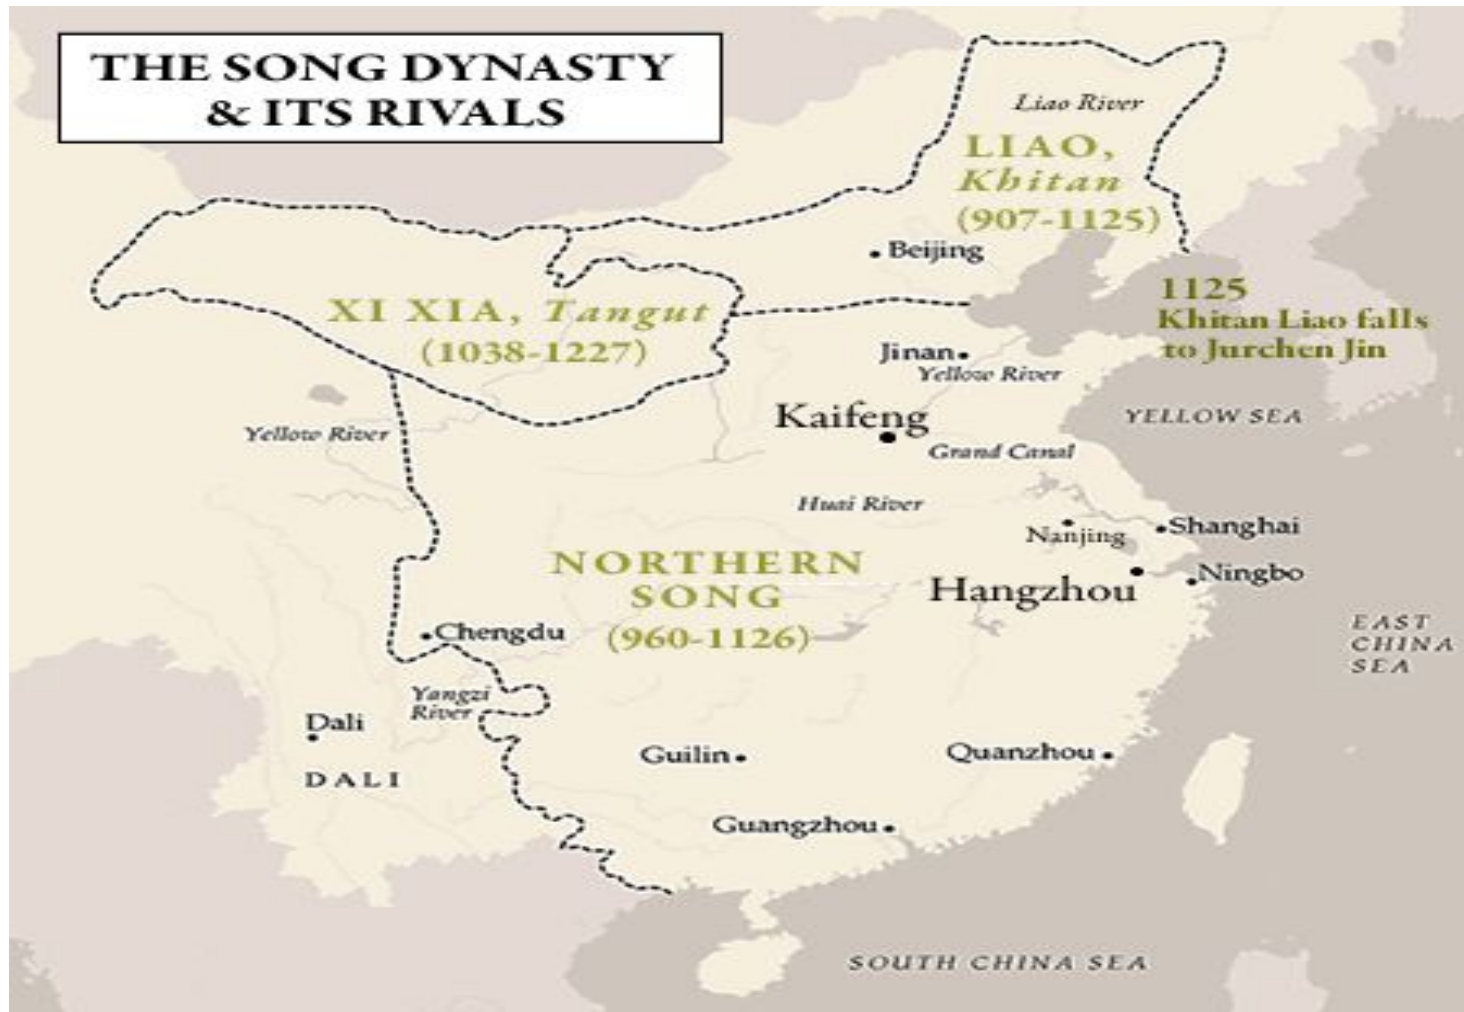 THE SONG DYNASTY
& ITS RIVALS
Liao River
LIAO,
Khitan
(907-1125)
Beijing
XI XIA, Tangut
(1038-1227)
1125
Khitan Liao falls
to Jurchen Jin
Jinan
Yellow River
Kaifeng
YELLOW SEA
Yellow River
Grand Canal
Huai River
Nanjing
Shanghai
NORTHERN
SONG
(960-1126)
Hangzhou
Ningbo
Chengdu
EAST
CHINA
SEA
Yangzi
River
Dali
DALI
Guilin
Quanzhou
Guangzhou
SOUTH CHINA SEA